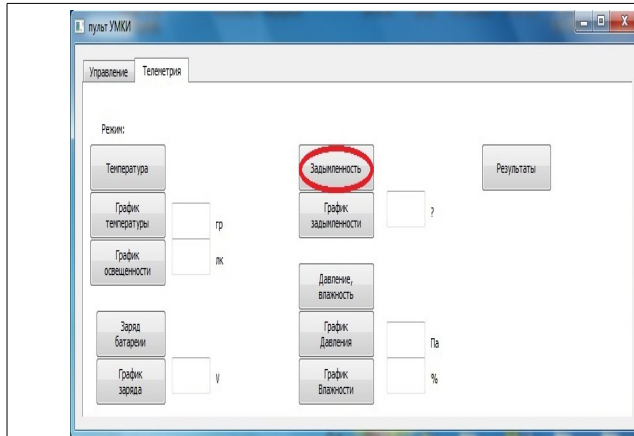 пульт УМКИ
Управление Телеметрия
Режим:
Температура
График
температуры
гр
График
освещенности
лк
Заряд
батареии
График
заряда
V
Задымленность
График
задымленности
?
Давление,
влажность
График
Давления
Па
График
Влажности
%
Результаты